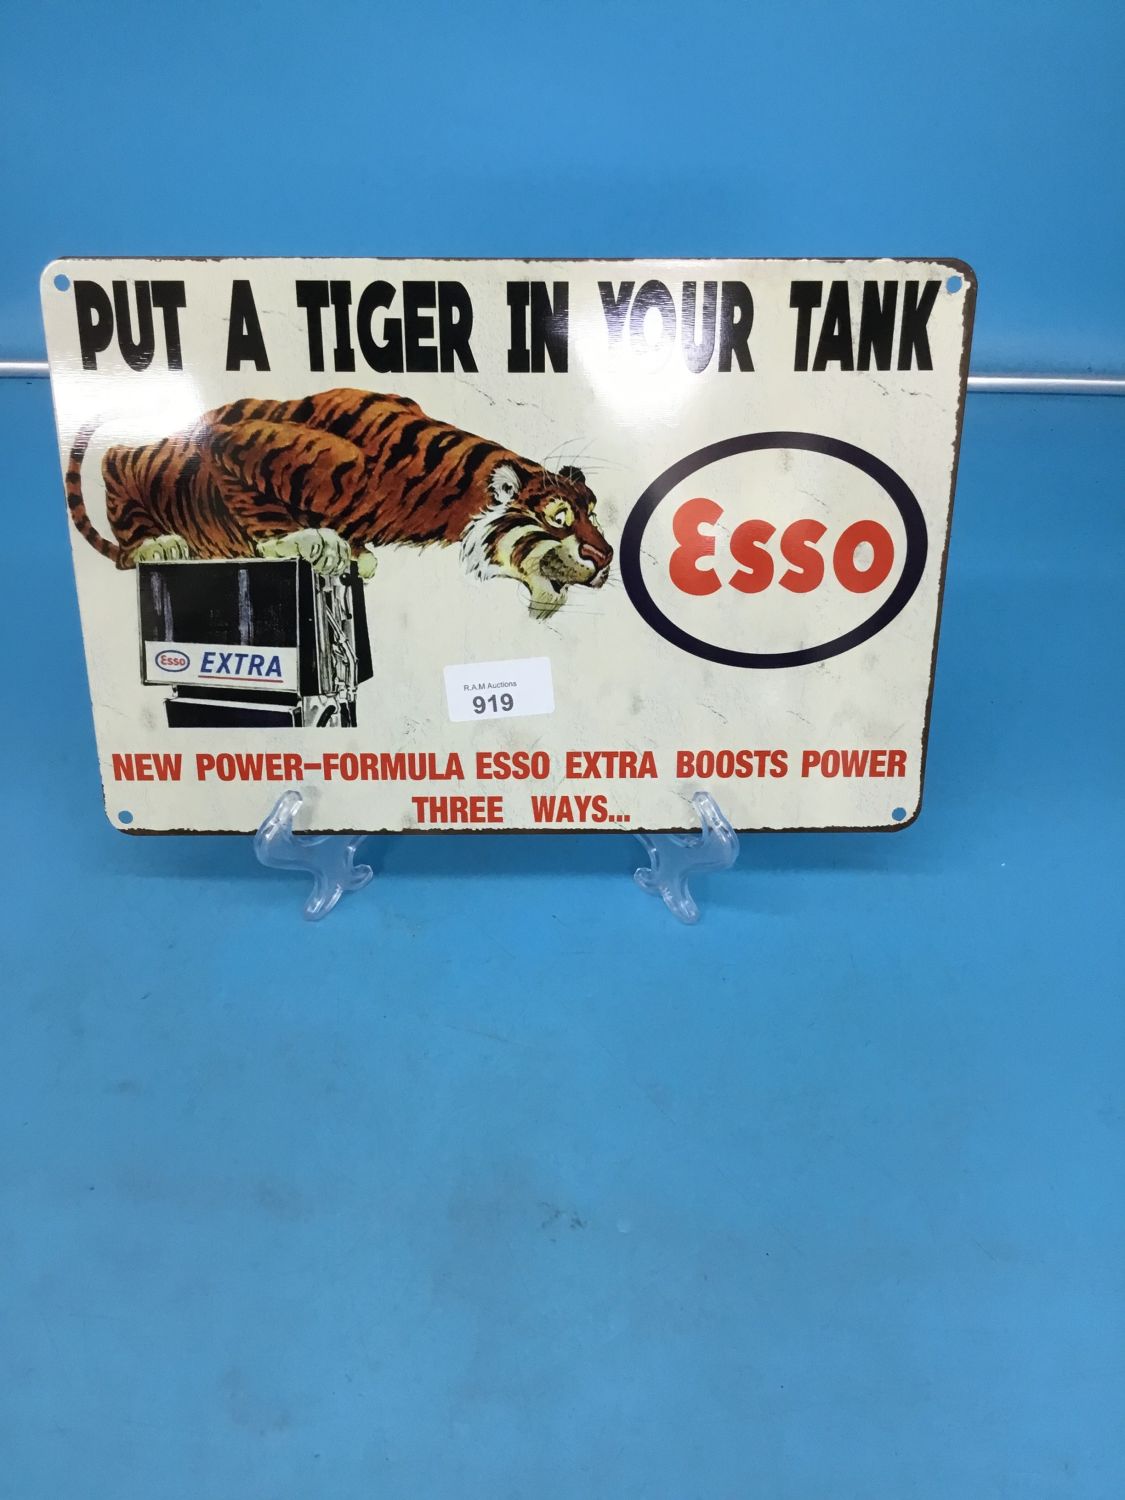 PUT A TIGER IN YOUR TANK
Esso
Esso EXTRA
R.A.M Auctions
919
NEW POWER-FORMULA ESSO EXTRA BOOSTS POWER
THREE WAYS...